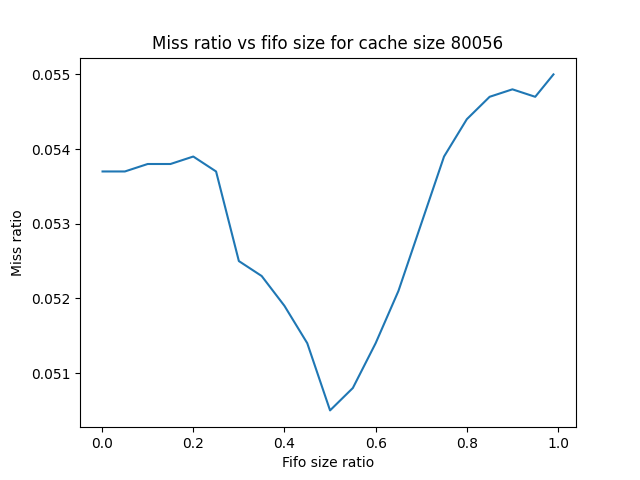 Miss ratio vs fifo size for cache size 80056
0.055
0.054
0.053
0.052
0.051
Miss ratio
0.0 0.2 0.4 0.6 0.8 1.0
Fifo size ratio